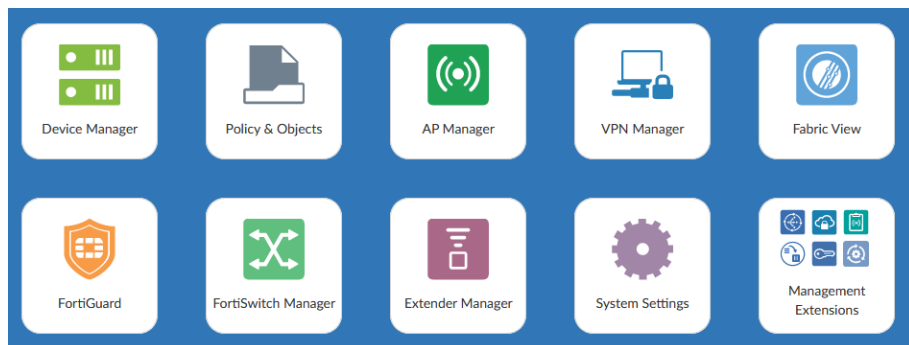 Device Manager
Policy & Objects
AP Manager
VPN Manager
Fabric View
FortiGuard
FortiSwitch Manager
Extender Manager
System Settings
Management
Extensions